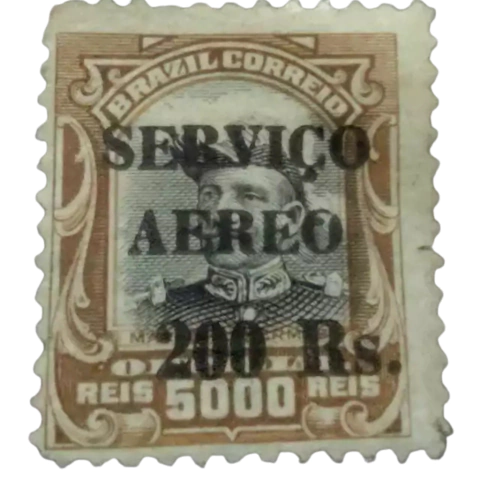 BRAZIL CORREIO
SERVIÇO
AEREO
200 Rs.
REIS 5000 REIS